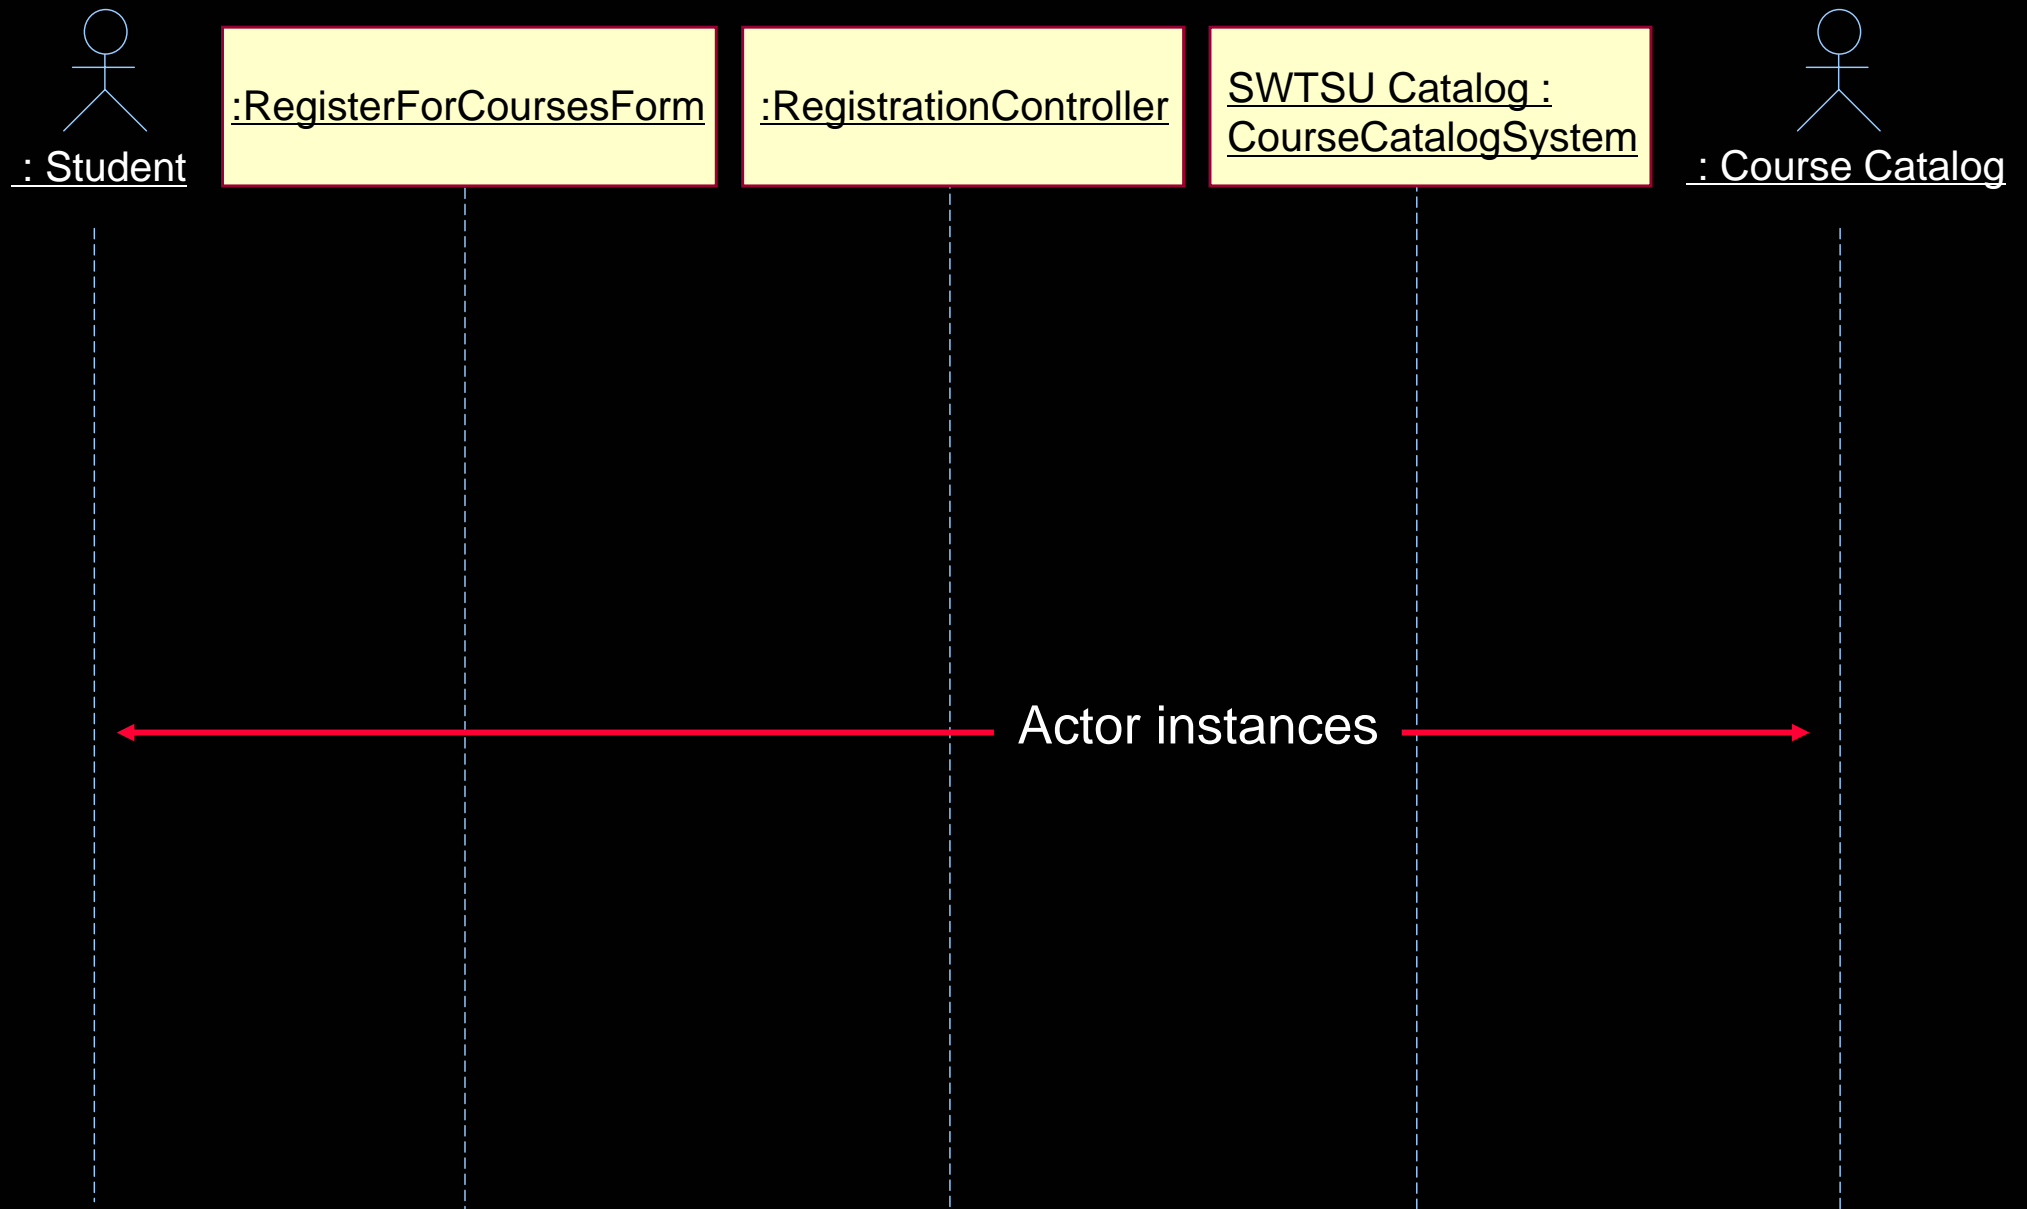 : Student
:RegisterForCoursesForm
:RegistrationController
SWTSU Catalog :
CourseCatalogSystem
: Course Catalog
Actor instances